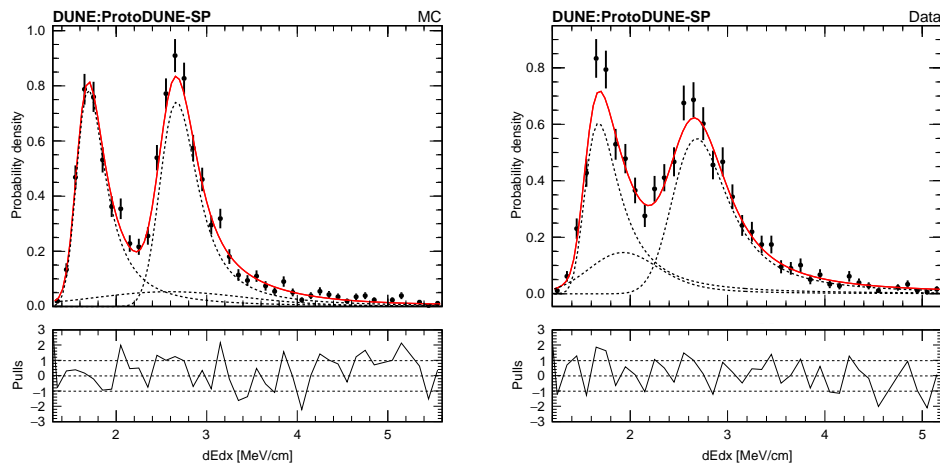 DUNE:ProtoDUNE-SP MC
1.0
0.8
0.6
0.4
0.2
0.0
Probability density
3
2
1
0
−1
−2
−3
Pulls
2 3 4 5
dEdx [MeV/cm]
DUNE:ProtoDUNE-SP Data
0.8
0.6
0.4
0.2
0.0
Probability density
3
2
1
0
−1
−2
−3
Pulls
2 3 4 5
dEdx [MeV/cm]